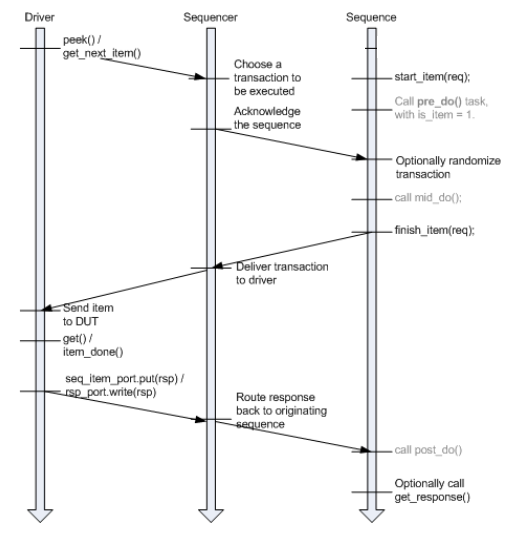 Driver
Sequencer
Sequence
peek() /
get_next_item()
Choose a
transaction to
be executed
start_item(req);
Call pre_do() task,
with is_item = 1.
Acknowledge
the sequence
Optionally randomize
transaction
call mid_do();
finish_item(req);
Deliver transaction
to driver
Send item
to DUT
get() /
item_done()
seq_item_port.put(rsp) /
rsp_port.write(rsp)
Route response
back to originating
sequence
call post_do()
Optionally call
get_response()